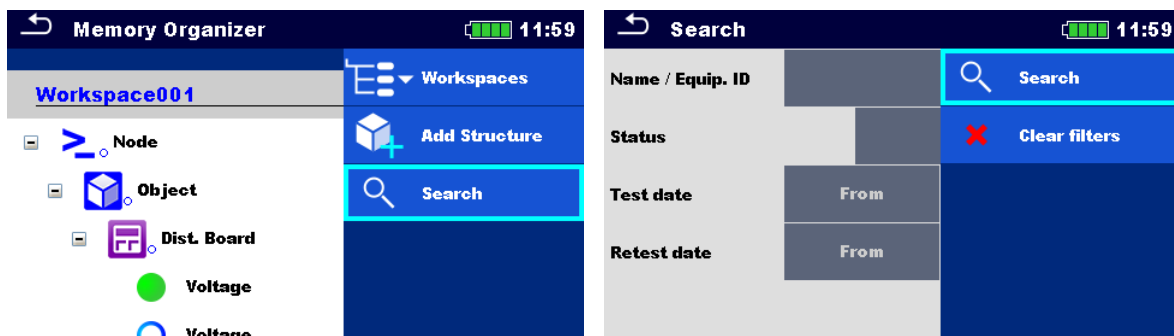 Memory Organizer 11:59
Workspace001
Node
Object
Dist. Board
Voltage
Voltage
Workspaces
Add Structure
Search
Search 11:59
Name / Equip. ID
Status
Test date From
Retest date From
Search
Clear filters